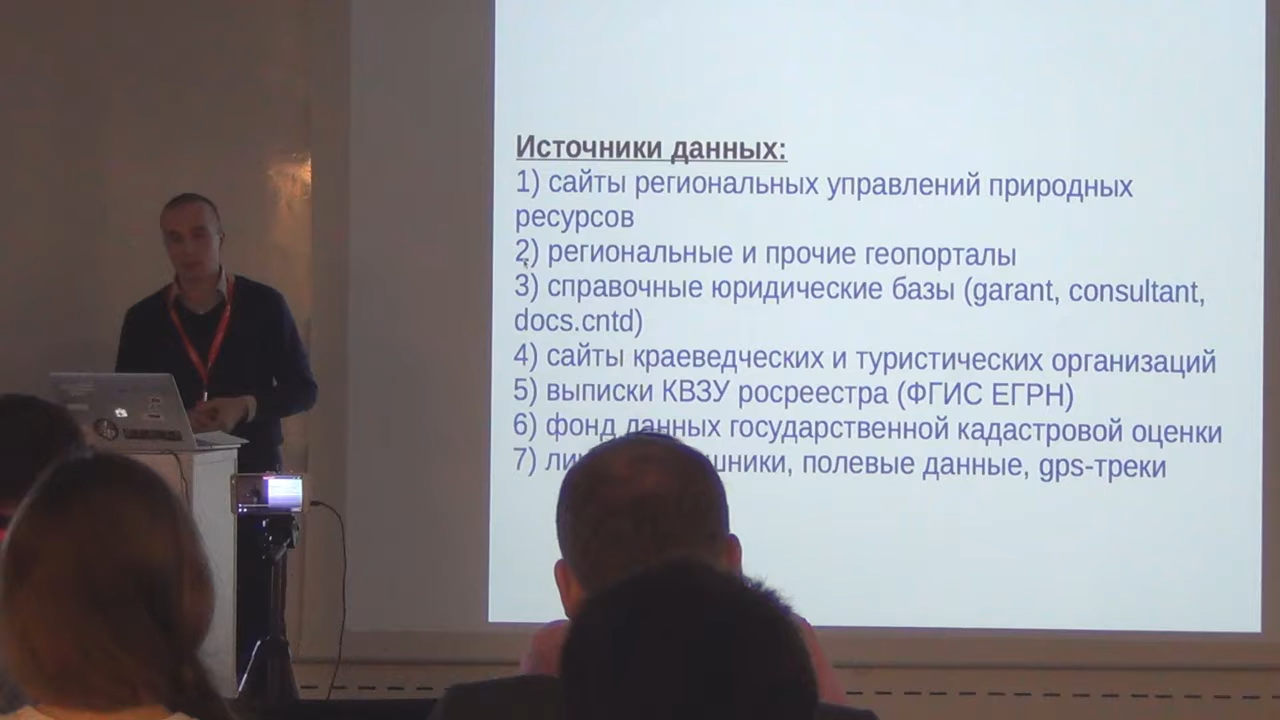 Источники данных:
1) сайты региональных управлений природных
ресурсов
2) региональные и прочие геопорталы
3) справочные юридические базы (garant, consultant,
docs.cntd)
4) сайты краеведческих и туристических организаций
5) выписки КВЗУ росреестра (ФГИС ЕГРН)
6) фонд данных государственной кадастровой оценки
7) полевые данные, gps-треки